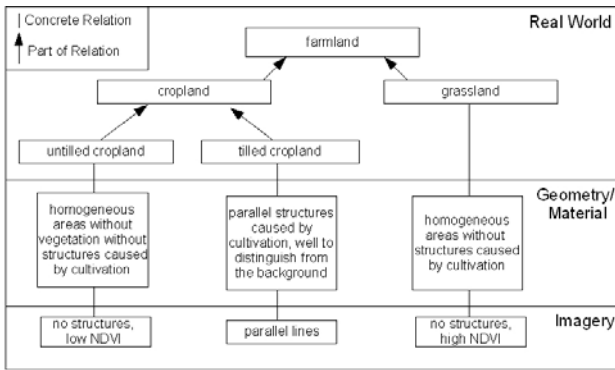 Concrete Relation
Part of Relation
Real World
farmland
cropland
grassland
untilled cropland
tilled cropland
Geometry/
Material
homogeneous
areas without
vegetation without
structures caused
by cultivation
parallel structures
caused by
cultivation, well to
distinguish from
the background
homogeneous
areas without
structures caused
by cultivation
Imagery
no structures,
low NDVI
parallel lines
no structures,
high NDVI